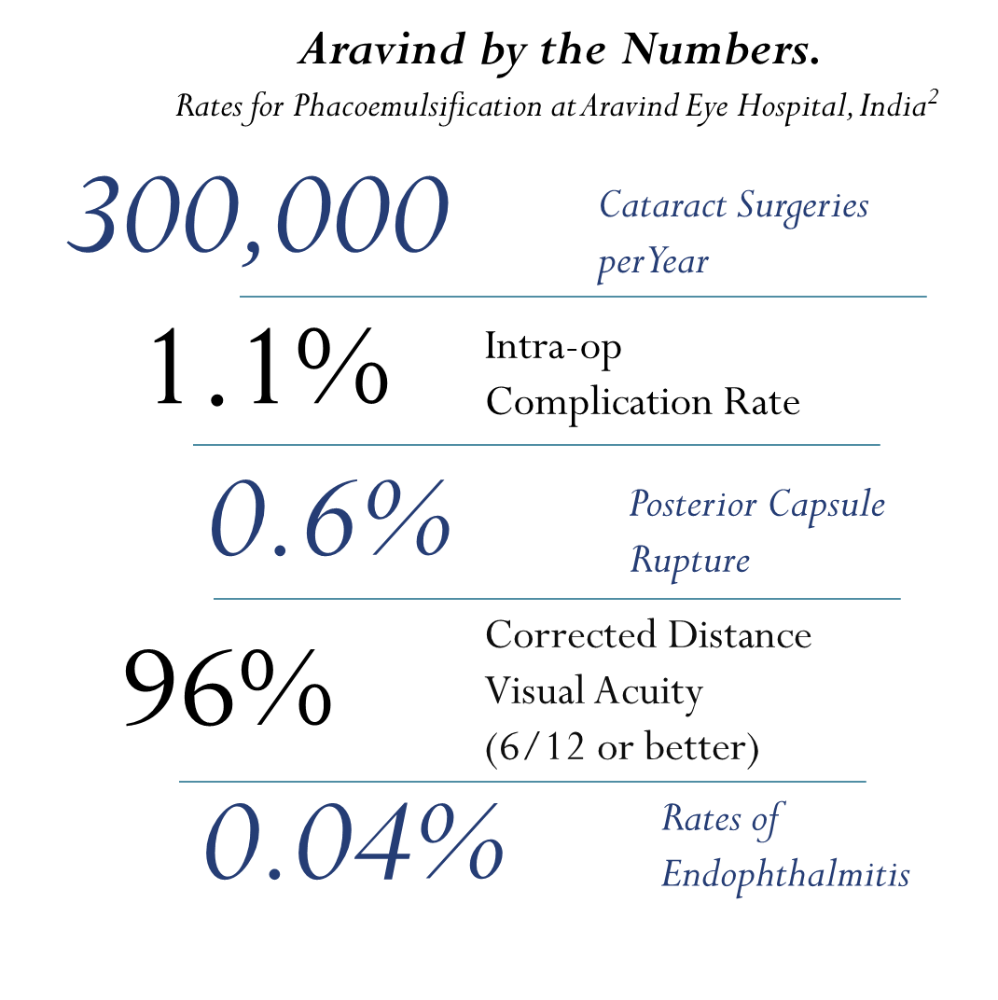 Aravind by the Numbers.
Rates for Phacoemulsification at Aravind Eye Hospital, India²
300,000
Cataract Surgeries
per Year
1.1%
Intra-op
Complication Rate
0.6%
Posterior Capsule
Rupture
96%
Corrected Distance
Visual Acuity
(6/12 or better)
0.04%
Rates of
Endophthalmitis